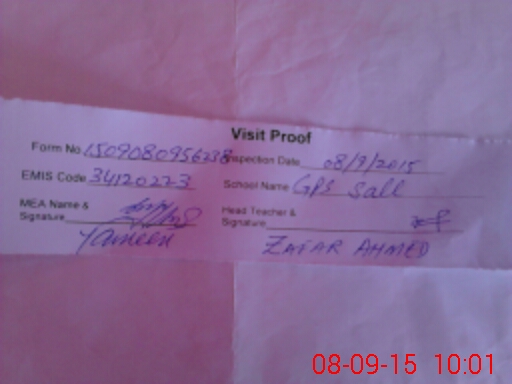 Visit Proof
Form No 1509080956238 Inspection Date 08/9/2015
EMIS Code 34120223 School Name GPS Sall
MEA Name & Head Teacher &
Signature Signature
Yameen ZAFAR AHMED
08-09-15 10:01